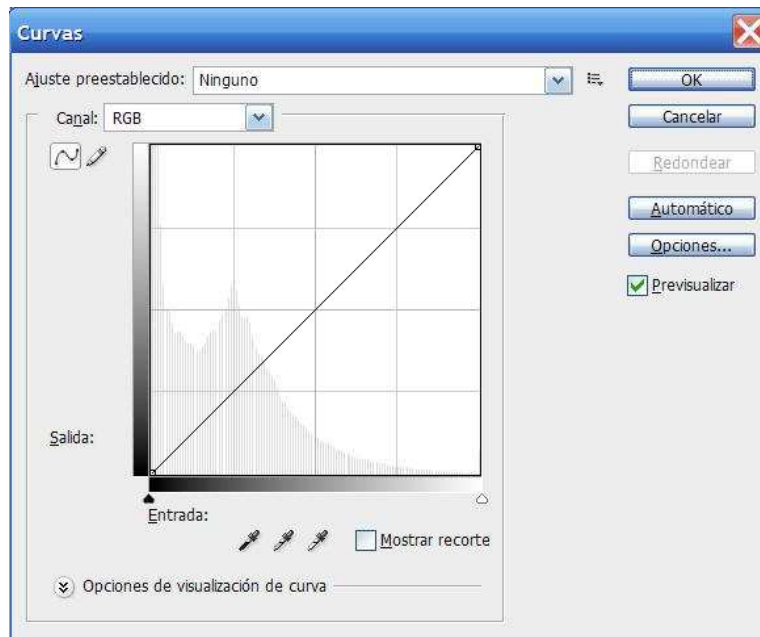 Curvas
Ajuste preestablecido: Ninguno
OK
Canal: RGB
Cancelar
Redondear
Automático
Opciones...
Previsualizar
Salida:
Entrada:
Mostrar recorte
Opciones de visualización de curva